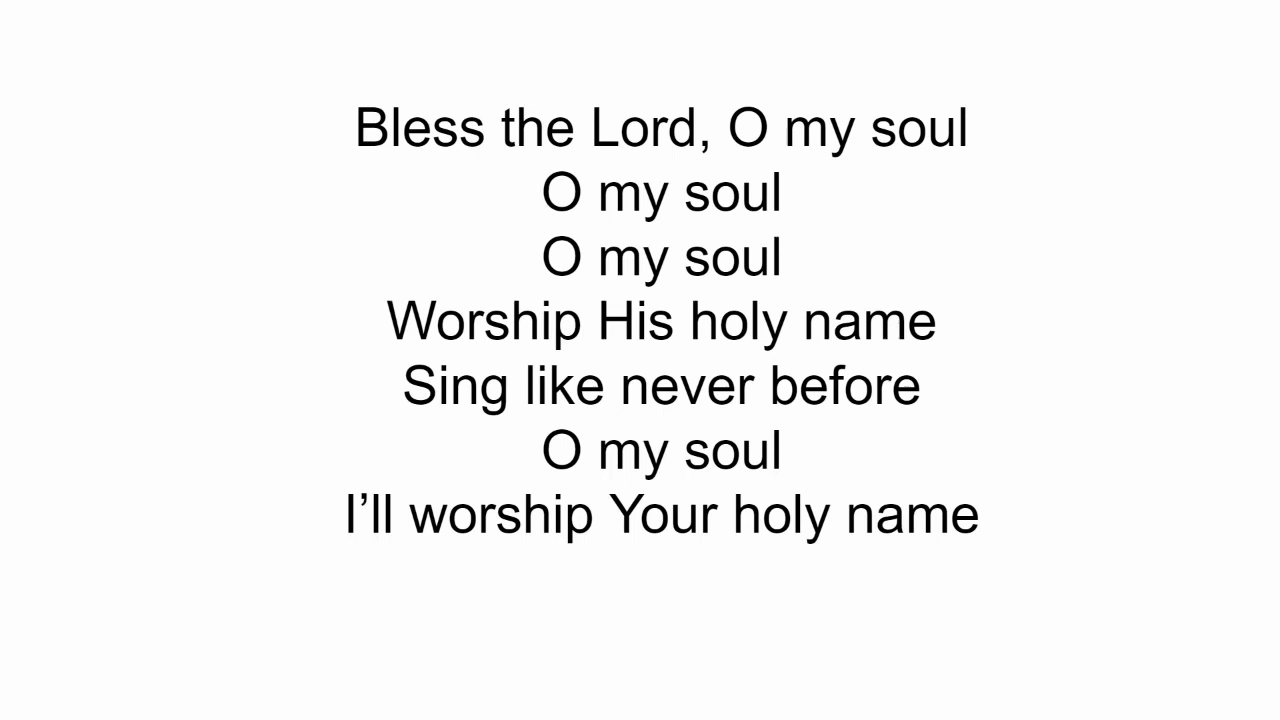 Bless the Lord, O my soul
O my soul
O my soul
Worship His holy name
Sing like never before
O my soul
I’ll worship Your holy name